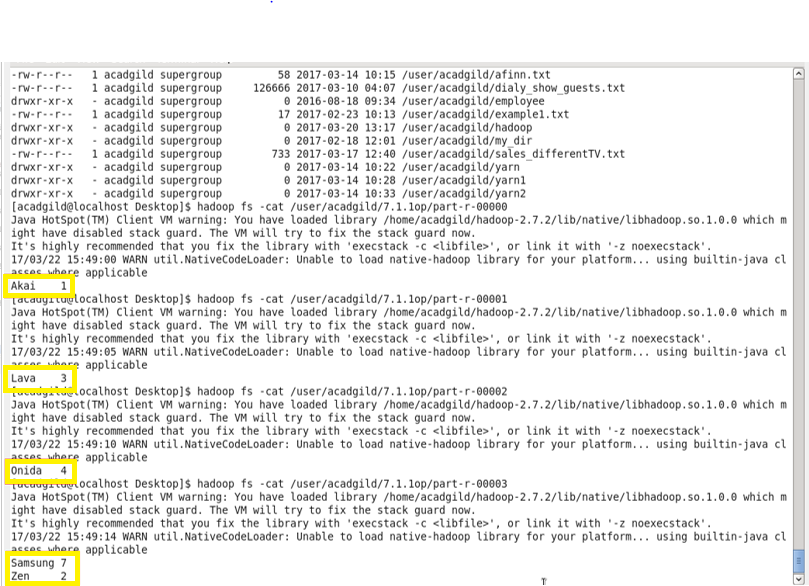 -rw-r--r--   1 acadgild supergroup         58 2017-03-14 10:15 /user/acadgild/afinn.txt
-rw-r--r--   1 acadgild supergroup     126666 2017-03-10 04:07 /user/acadgild/dialy_show_guests.txt
drwxr-xr-x   - acadgild supergroup          0 2016-08-18 09:34 /user/acadgild/employee
-rw-r--r--   1 acadgild supergroup         17 2017-02-23 10:13 /user/acadgild/example1.txt
drwxr-xr-x   - acadgild supergroup          0 2017-03-20 13:17 /user/acadgild/hadoop
drwxr-xr-x   - acadgild supergroup          0 2017-02-18 12:01 /user/acadgild/my_dir
-rw-r--r--   1 acadgild supergroup        733 2017-03-17 12:40 /user/acadgild/sales_differentTV.txt
drwxr-xr-x   - acadgild supergroup          0 2017-03-14 10:22 /user/acadgild/yarn
drwxr-xr-x   - acadgild supergroup          0 2017-03-14 10:28 /user/acadgild/yarn1
drwxr-xr-x   - acadgild supergroup          0 2017-03-14 10:33 /user/acadgild/yarn2
[acadgild@localhost Desktop]$ hadoop fs -cat /user/acadgild/7.1.1op/part-r-00000
Java HotSpot(TM) Client VM warning: You have loaded library /home/acadgild/hadoop-2.7.2/lib/native/libhadoop.so.1.0.0 which m
ight have disabled stack guard. The VM will try to fix the stack guard now.
It's highly recommended that you fix the library with 'execstack -c <libfile>', or link it with '-z noexecstack'.
17/03/22 15:49:00 WARN util.NativeCodeLoader: Unable to load native-hadoop library for your platform... using builtin-java cl
asses where applicable
Akai    1
[acadgild@localhost Desktop]$ hadoop fs -cat /user/acadgild/7.1.1op/part-r-00001
Java HotSpot(TM) Client VM warning: You have loaded library /home/acadgild/hadoop-2.7.2/lib/native/libhadoop.so.1.0.0 which m
ight have disabled stack guard. The VM will try to fix the stack guard now.
It's highly recommended that you fix the library with 'execstack -c <libfile>', or link it with '-z noexecstack'.
17/03/22 15:49:05 WARN util.NativeCodeLoader: Unable to load native-hadoop library for your platform... using builtin-java cl
asses where applicable
Lava    3
[acadgild@localhost Desktop]$ hadoop fs -cat /user/acadgild/7.1.1op/part-r-00002
Java HotSpot(TM) Client VM warning: You have loaded library /home/acadgild/hadoop-2.7.2/lib/native/libhadoop.so.1.0.0 which m
ight have disabled stack guard. The VM will try to fix the stack guard now.
It's highly recommended that you fix the library with 'execstack -c <libfile>', or link it with '-z noexecstack'.
17/03/22 15:49:10 WARN util.NativeCodeLoader: Unable to load native-hadoop library for your platform... using builtin-java cl
asses where applicable
Onida   4
[acadgild@localhost Desktop]$ hadoop fs -cat /user/acadgild/7.1.1op/part-r-00003
Java HotSpot(TM) Client VM warning: You have loaded library /home/acadgild/hadoop-2.7.2/lib/native/libhadoop.so.1.0.0 which m
ight have disabled stack guard. The VM will try to fix the stack guard now.
It's highly recommended that you fix the library with 'execstack -c <libfile>', or link it with '-z noexecstack'.
17/03/22 15:49:14 WARN util.NativeCodeLoader: Unable to load native-hadoop library for your platform... using builtin-java cl
asses where applicable
Samsung 7
Zen     2